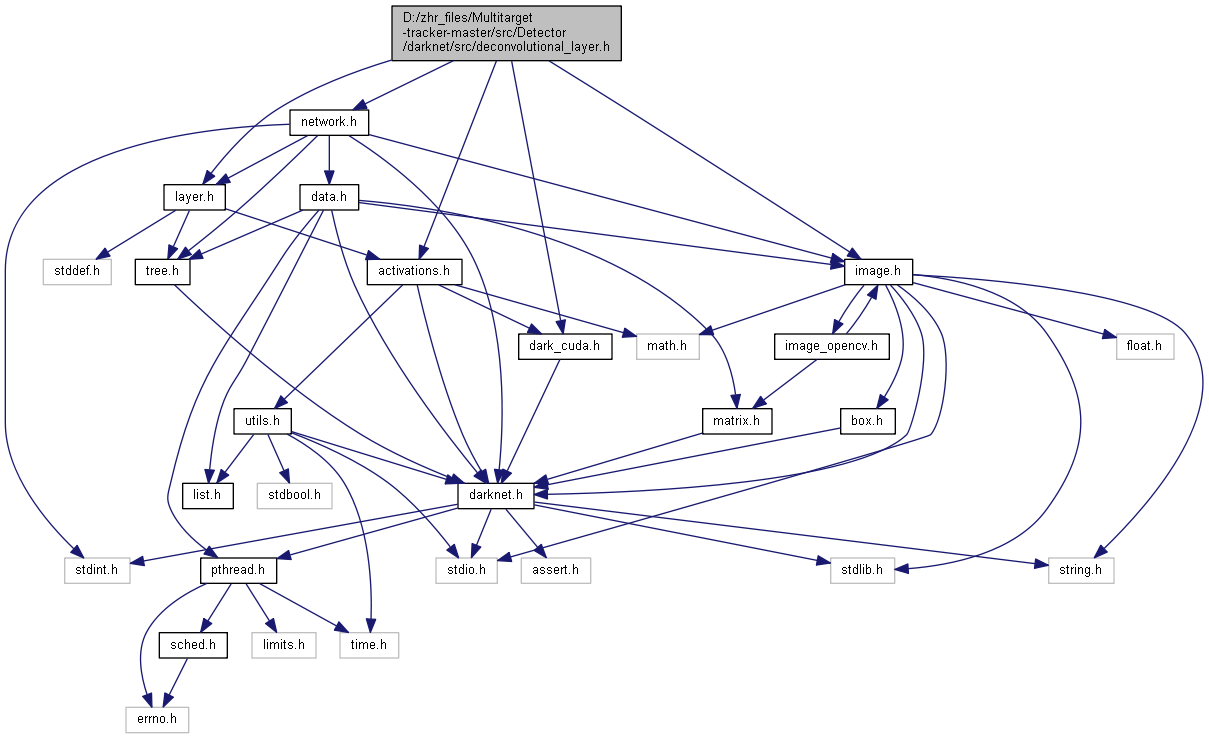 D:/zhr_files/Multitarget
-tracker-master/src/Detector
/darknet/src/deconvolutional_layer.h
network.h
layer.h
data.h
stddef.h
tree.h
activations.h
image.h
dark_cuda.h
math.h
image_opencv.h
float.h
utils.h
matrix.h
box.h
list.h
stdbool.h
darknet.h
stdint.h
pthread.h
stdio.h
assert.h
stdlib.h
string.h
sched.h
limits.h
time.h
errno.h